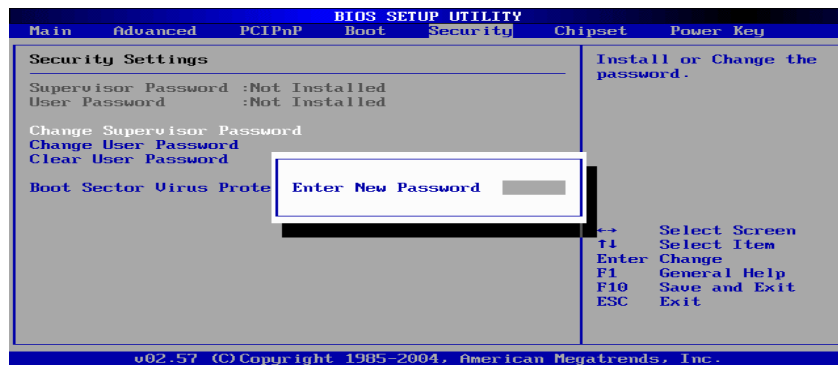 BIOS SETUP UTILITY
Main Advanced PCIPnP Boot Security Chipset Power Key
Security Settings
Supervisor Password :Not Installed
User Password :Not Installed
Change Supervisor Password
Change User Password
Clear User Password
Boot Sector Virus Prote
Enter New Password
Install or Change the
password.
↔ Select Screen
↑↓ Select Item
Enter Change
F1 General Help
F10 Save and Exit
ESC Exit
v02.57 (C)Copyright 1985-2004, American Megatrends, Inc.